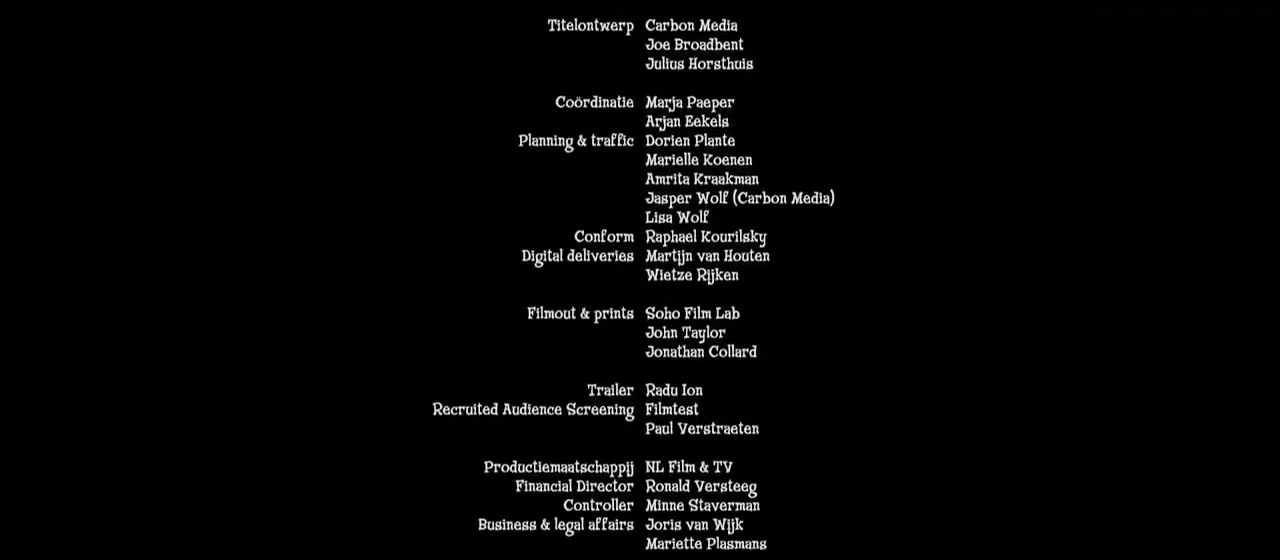 Titelontwerp Carbon Media
Joe Broadbent
Julius Horsthuis
Coördinatie Marja Paeper
Arjan Eekels
Planning & traffic Dorien Plante
Marielle Koenen
Amrita Kraakman
Jasper Wolf (Carbon Media)
Lisa Wolf
Conform Raphael Kourilsky
Digital deliveries Martijn van Houten
Wietze Rijken
Filmout & prints Soho Film Lab
John Taylor
Jonathan Collard
Trailer Radu Ion
Recruited Audience Screening Filmtest
Paul Verstraeten
Productiemaatschappij NL Film & TV
Financial Director Ronald Versteeg
Controller Minne Staverman
Business & legal affairs Joris van Wijk
Mariette Plasmans